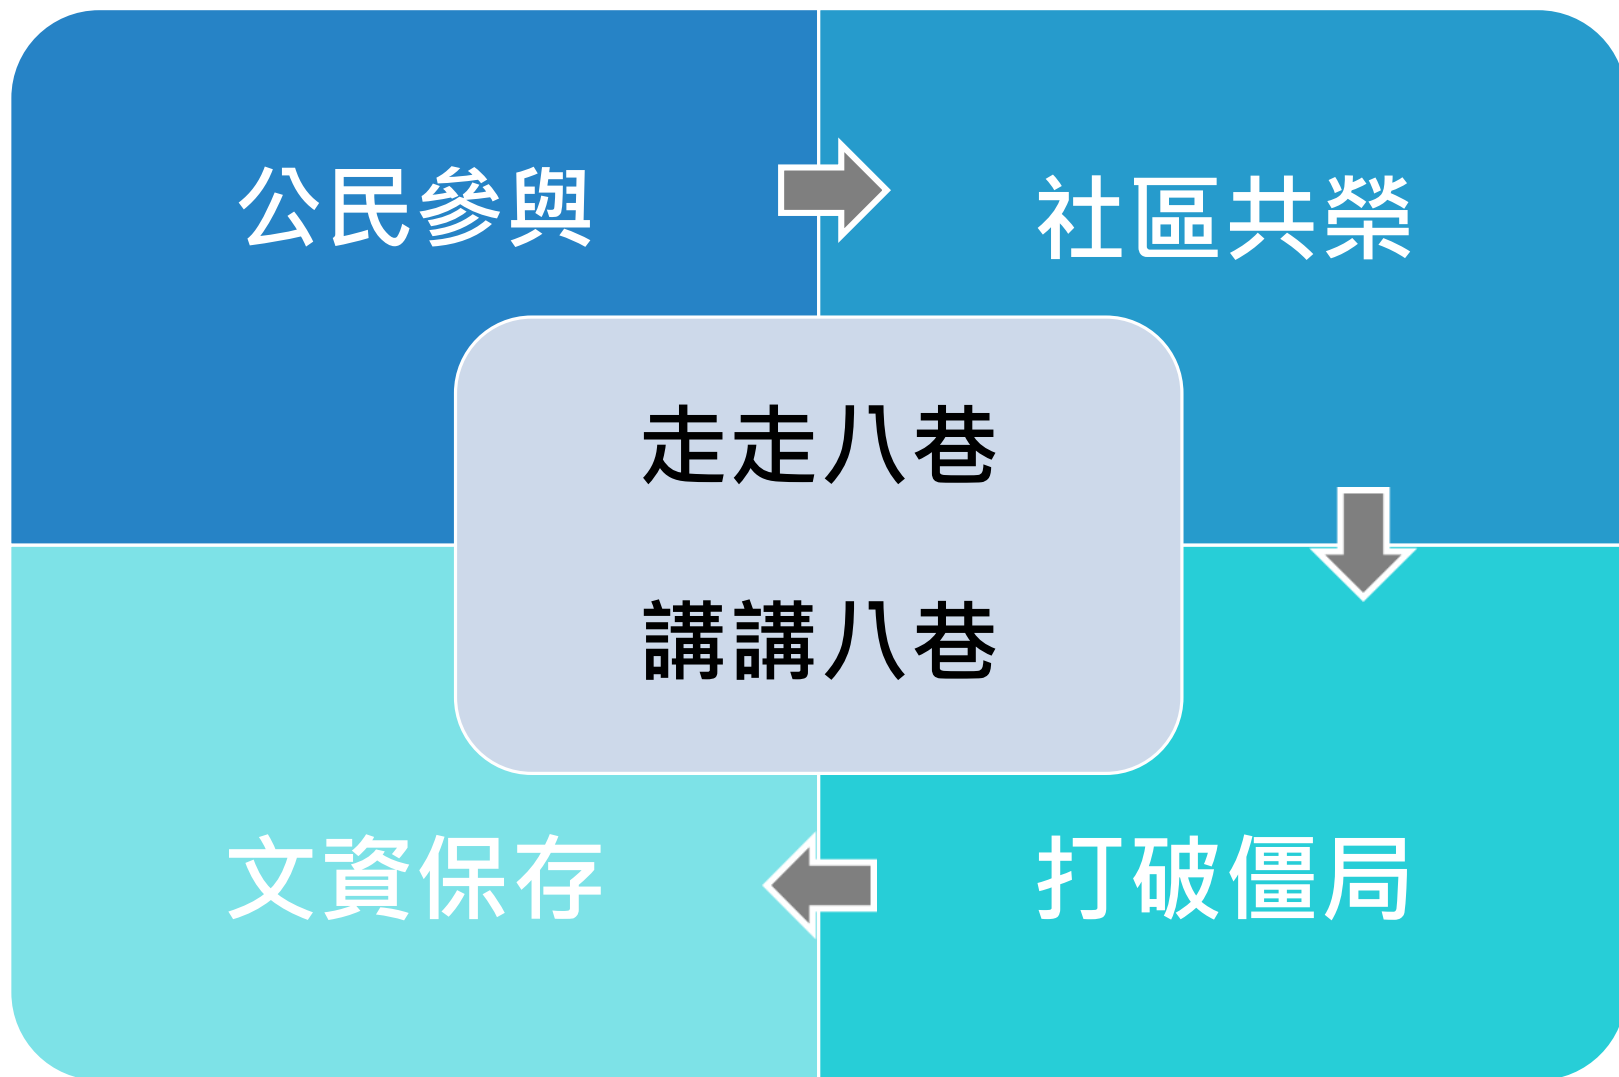 公民參與
社區共榮
走走八巷
講講八巷
文資保存
打破僵局